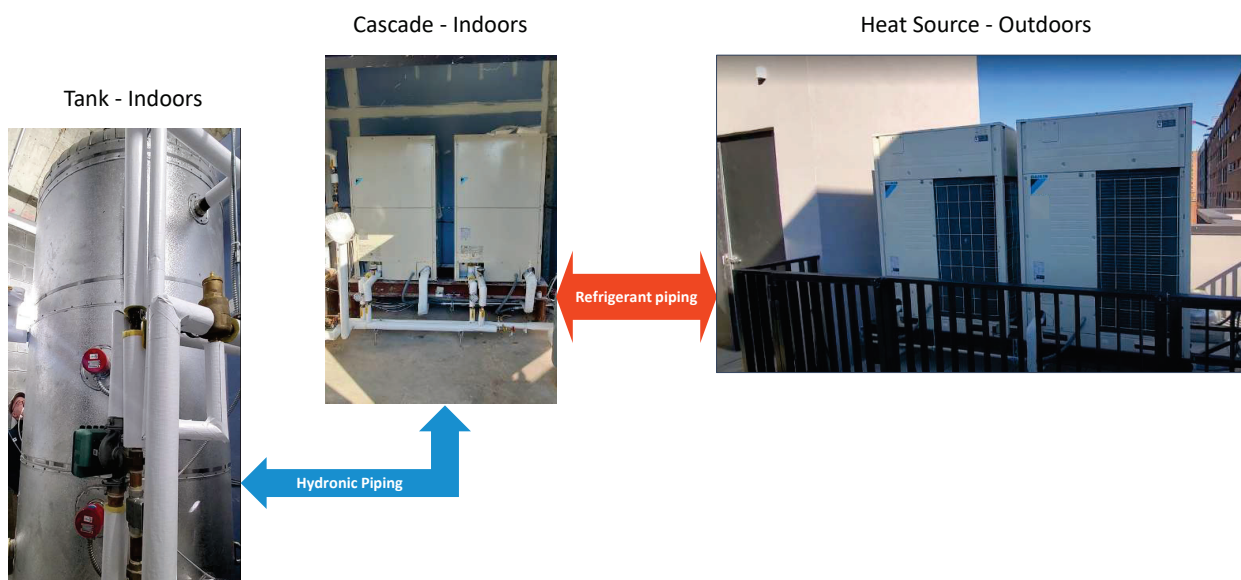 Cascade - Indoors
Heat Source - Outdoors
Tank - Indoors
Refrigerant piping
Hydronic Piping